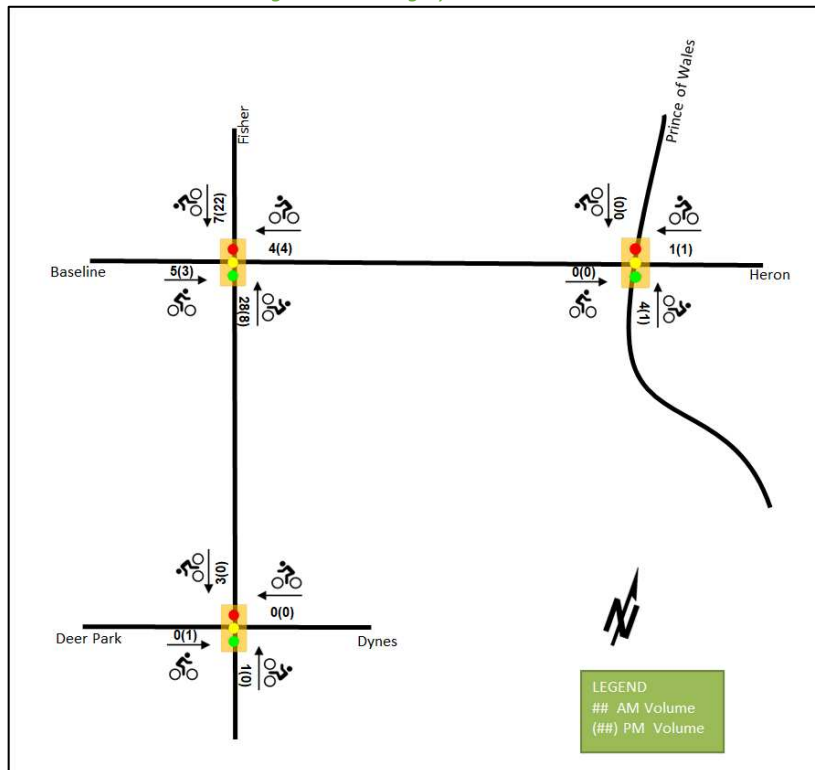 Fisher
Prince of Wales
7(22)
4(4)
0(0)
1(1)
Baseline
5(3)
28(8)
0(0)
4(1)
Heron
3(0)
0(0)
Deer Park
0(1)
1(0)
Dynes
N
LEGEND
## AM Volume
(##) PM Volume